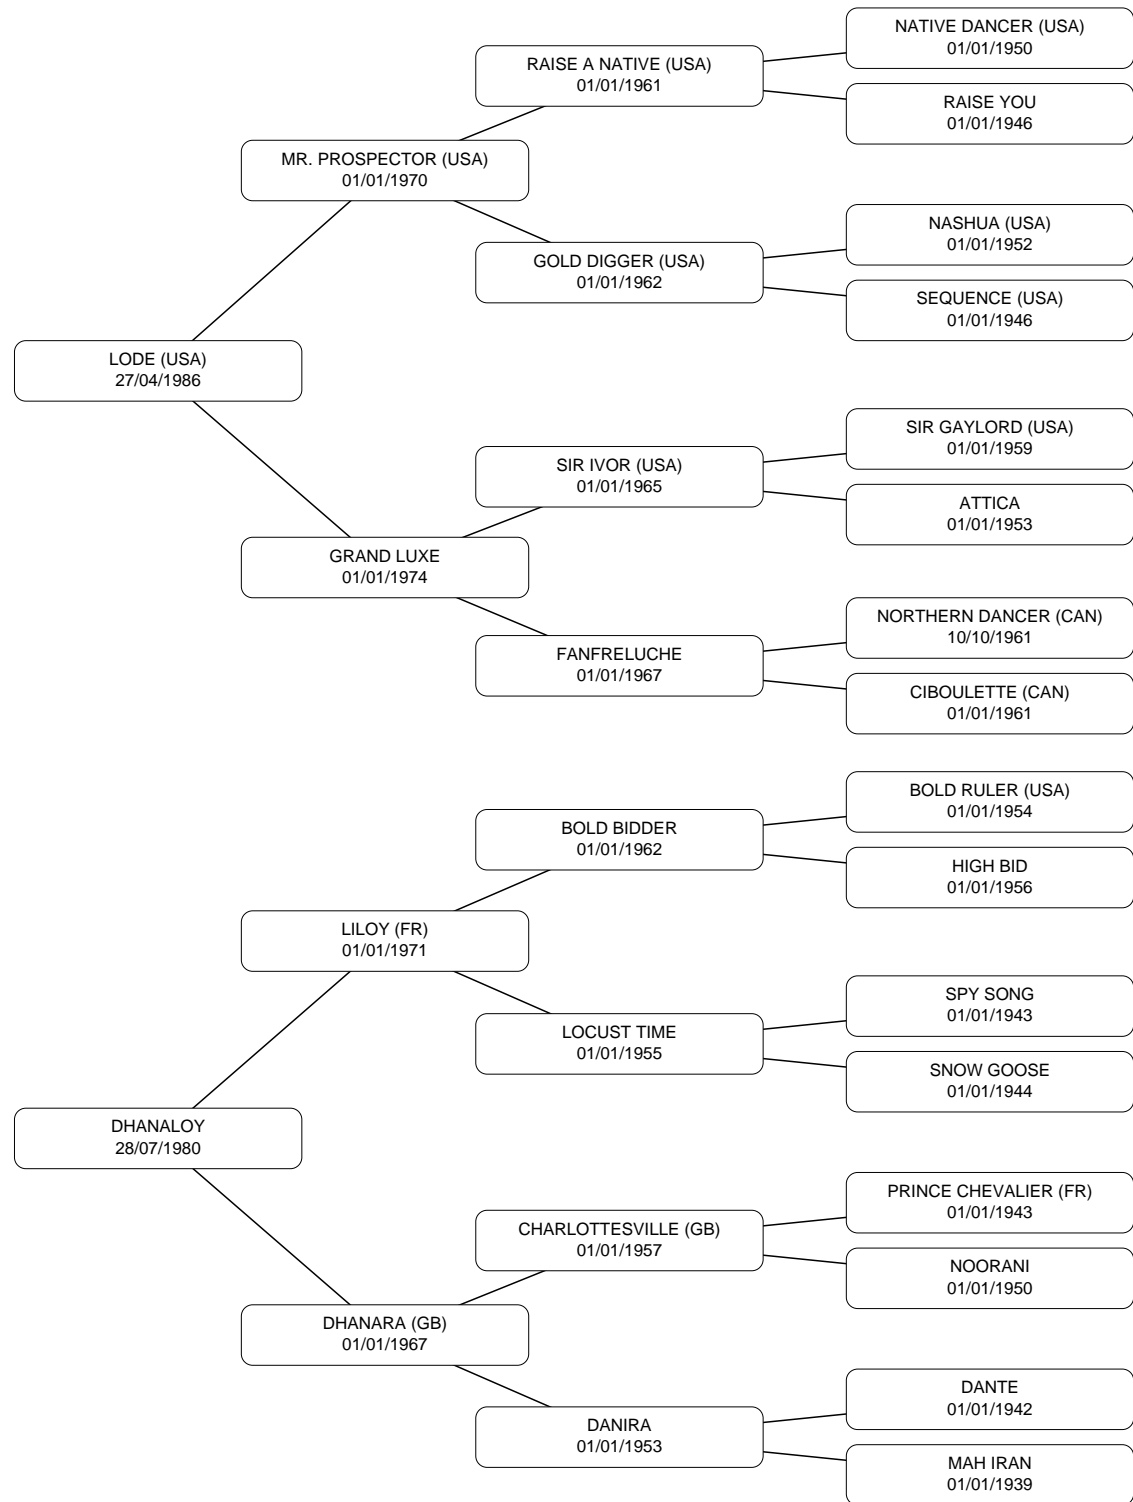 NATIVE DANCER (USA)
01/01/1950
RAISE A NATIVE (USA)
01/01/1961
RAISE YOU
01/01/1946
MR. PROSPECTOR (USA)
01/01/1970
NASHUA (USA)
01/01/1952
GOLD DIGGER (USA)
01/01/1962
SEQUENCE (USA)
01/01/1946
LODE (USA)
27/04/1986
SIR GAYLORD (USA)
01/01/1959
SIR IVOR (USA)
01/01/1965
ATTICA
01/01/1953
GRAND LUXE
01/01/1974
NORTHERN DANCER (CAN)
10/10/1961
FANFRELUCHE
01/01/1967
CIBOULETTE (CAN)
01/01/1961
BOLD RULER (USA)
01/01/1954
BOLD BIDDER
01/01/1962
HIGH BID
01/01/1956
LILOY (FR)
01/01/1971
SPY SONG
01/01/1943
LOCUST TIME
01/01/1955
SNOW GOOSE
01/01/1944
DHANALOY
28/07/1980
PRINCE CHEVALIER (FR)
01/01/1943
CHARLOTTESVILLE (GB)
01/01/1957
NOORANI
01/01/1950
DHANARA (GB)
01/01/1967
DANTE
01/01/1942
DANIRA
01/01/1953
MAH IRAN
01/01/1939